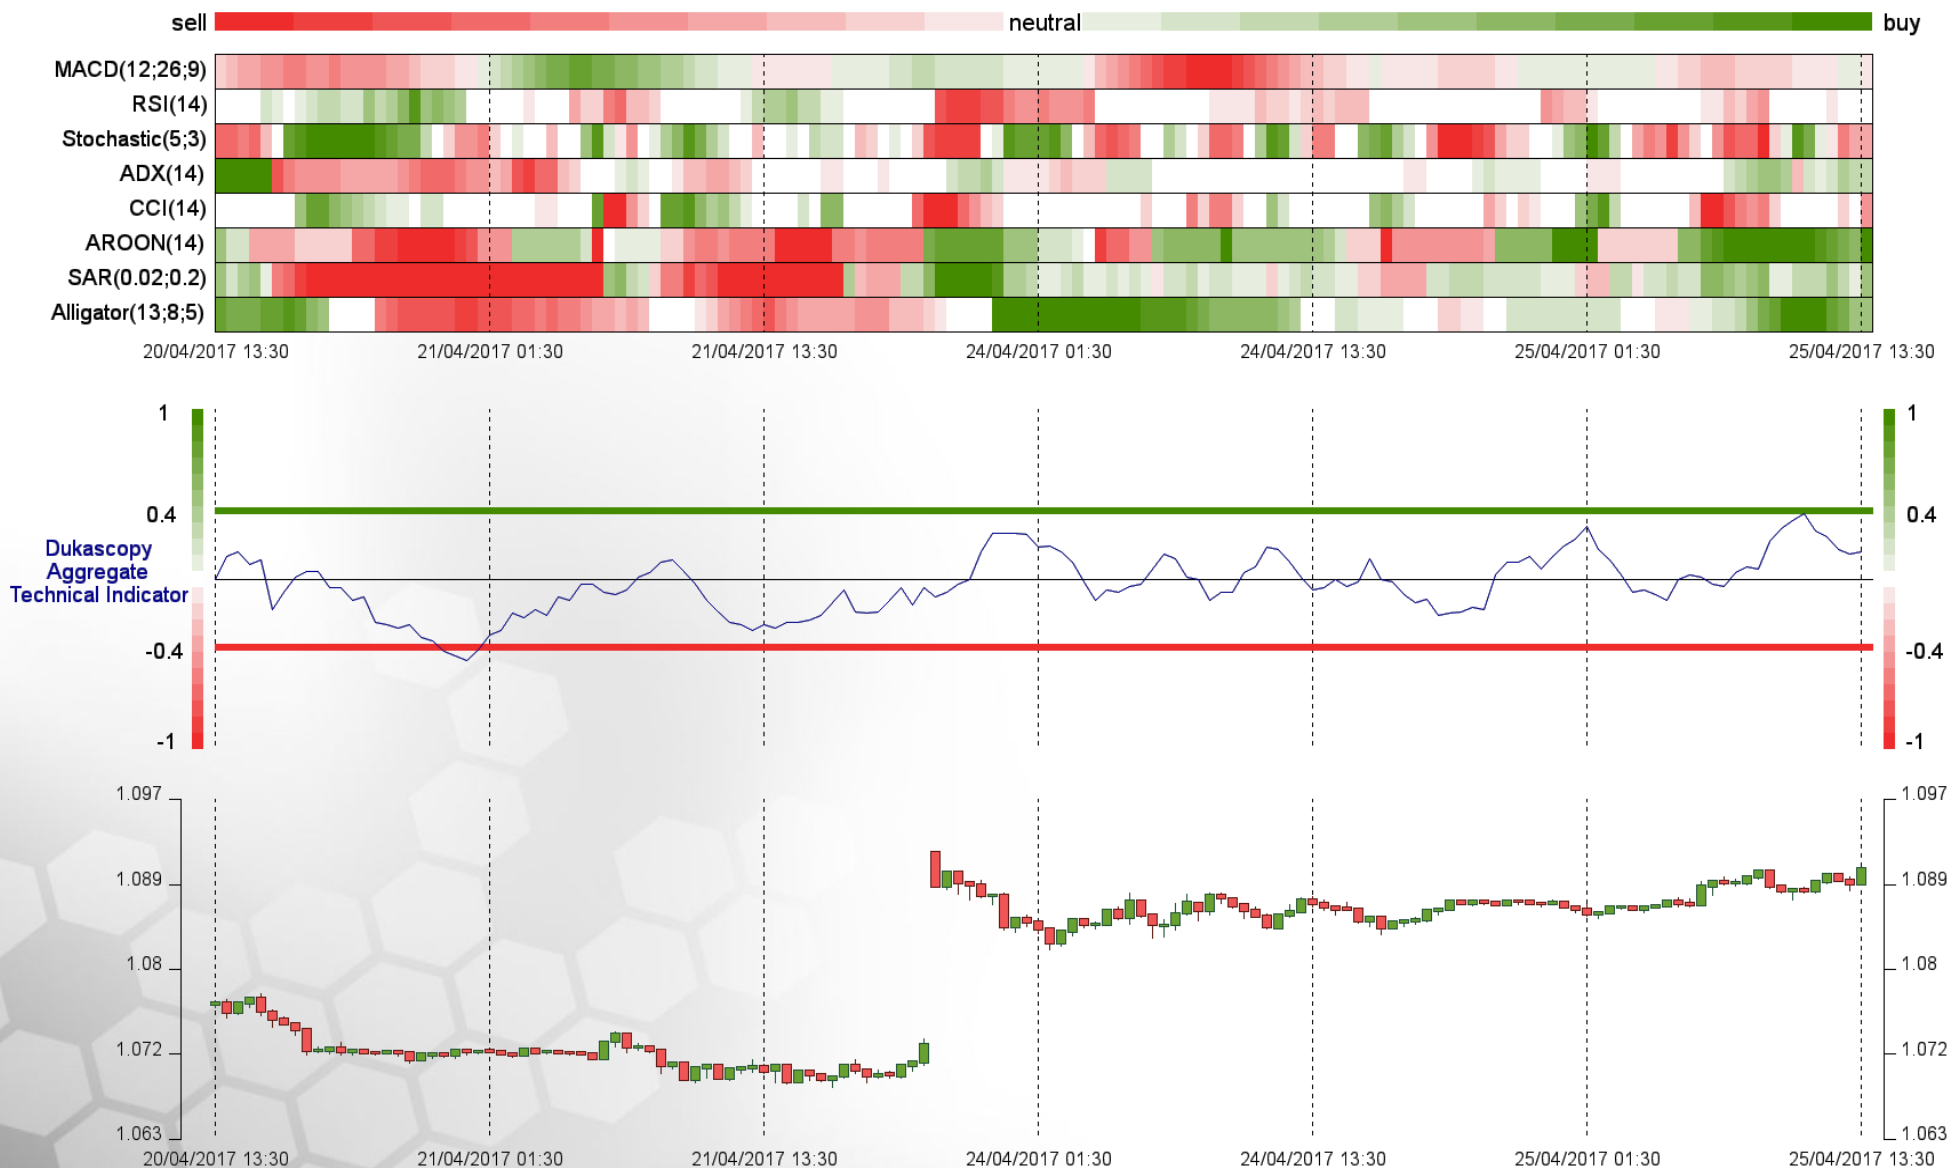 sell neutral buy
MACD(12;26;9)
RSI(14)
Stochastic(5;3)
ADX(14)
CCI(14)
AROON(14)
SAR(0.02;0.2)
Alligator(13;8;5)
20/04/2017 13:30 21/04/2017 01:30 21/04/2017 13:30 24/04/2017 01:30 24/04/2017 13:30 25/04/2017 01:30 25/04/2017 13:30
1 1
0.4 0.4
Dukascopy
Aggregate
Technical Indicator
-0.4 -0.4
-1 -1
1.097 1.097
1.089 1.089
1.08 1.08
1.072 1.072
1.063 1.063
20/04/2017 13:30 21/04/2017 01:30 21/04/2017 13:30 24/04/2017 01:30 24/04/2017 13:30 25/04/2017 01:30 25/04/2017 13:30